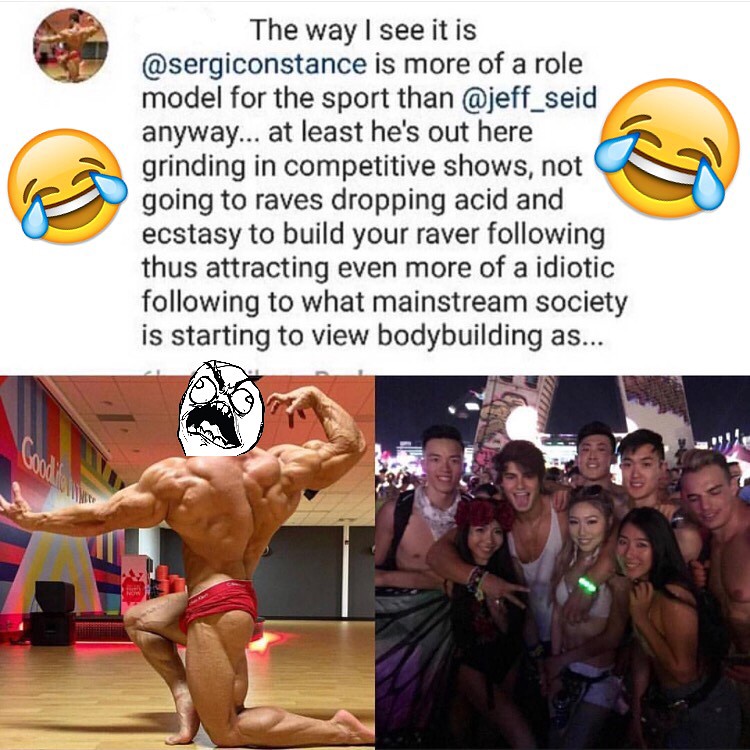 The way I see it is
@sergiconstance is more of a role
model for the sport than @jeff_seid
anyway... at least he's out here
grinding in competitive shows, not
going to raves dropping acid and
ecstasy to build your raver following
thus attracting even more of a idiotic
following to what mainstream society
is starting to view bodybuilding as...
GoodLife FITNESS